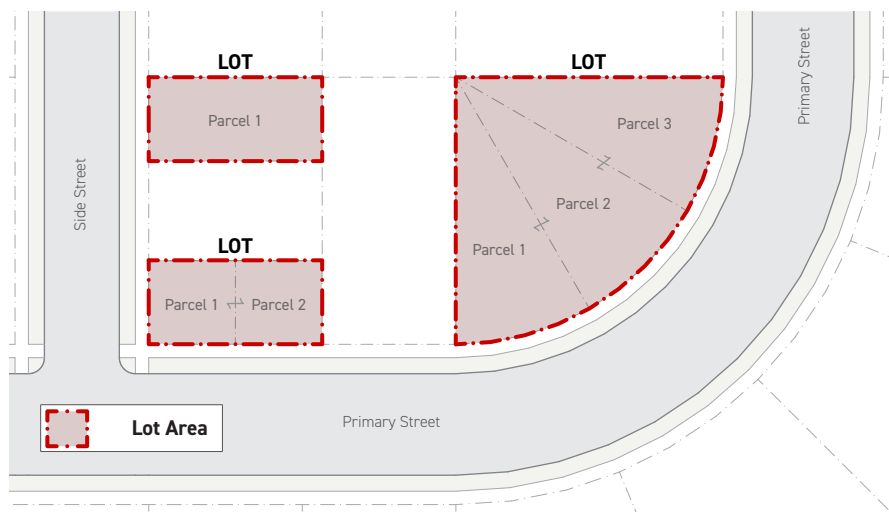 LOT
LOT
Parcel 1
Parcel 3
Primary Street
Side Street
Parcel 2
Parcel 1
LOT
Parcel 1
Parcel 2
Primary Street
Lot Area